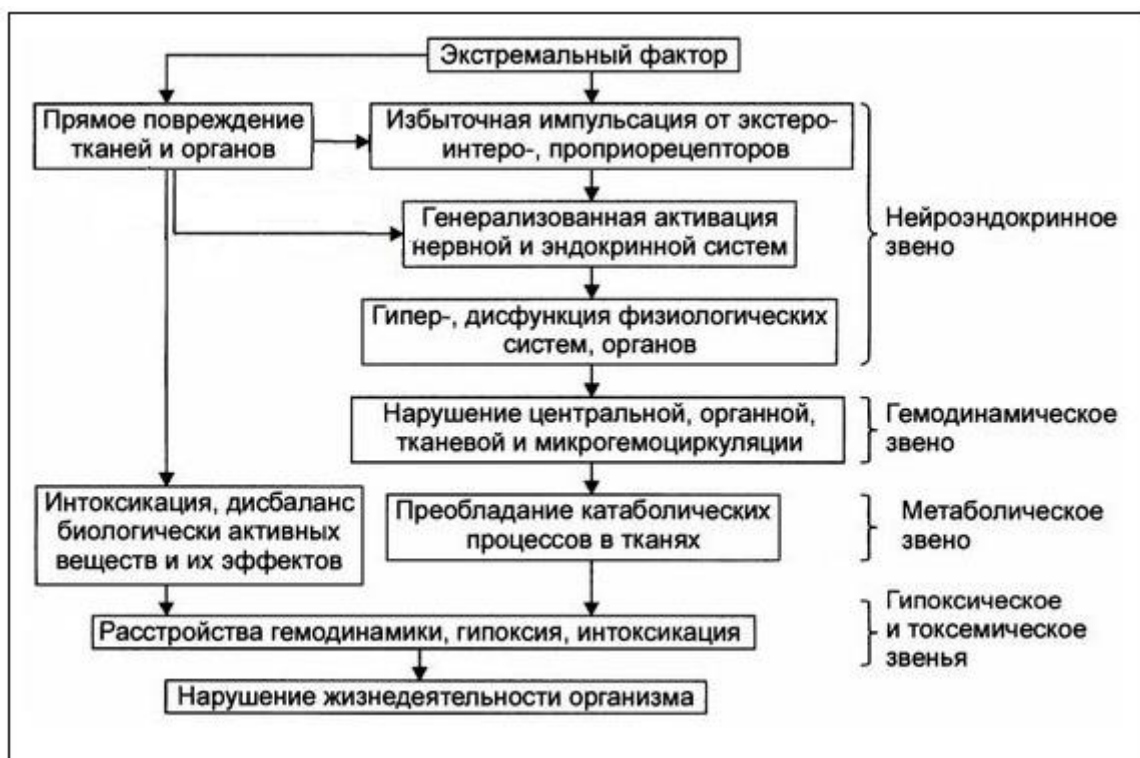 Экстремальный фактор
Прямое повреждение
тканей и органов
Избыточная импульсация от экстеро-
интеро-, проприорецепторов
Генерализованная активация
нервной и эндокринной систем
Гипер-, дисфункция физиологических
систем, органов
Нейроэндокринное
звено
Нарушение центральной, органной,
тканевой и микрогемоциркуляции
Гемодинамическое
звено
Интоксикация, дисбаланс
биологически активных
веществ и их эффектов
Преобладание катаболических
процессов в тканях
Метаболическое
звено
Расстройства гемодинамики, гипоксия, интоксикация
Гипоксическое
и токсемическое
звенья
Нарушение жизнедеятельности организма